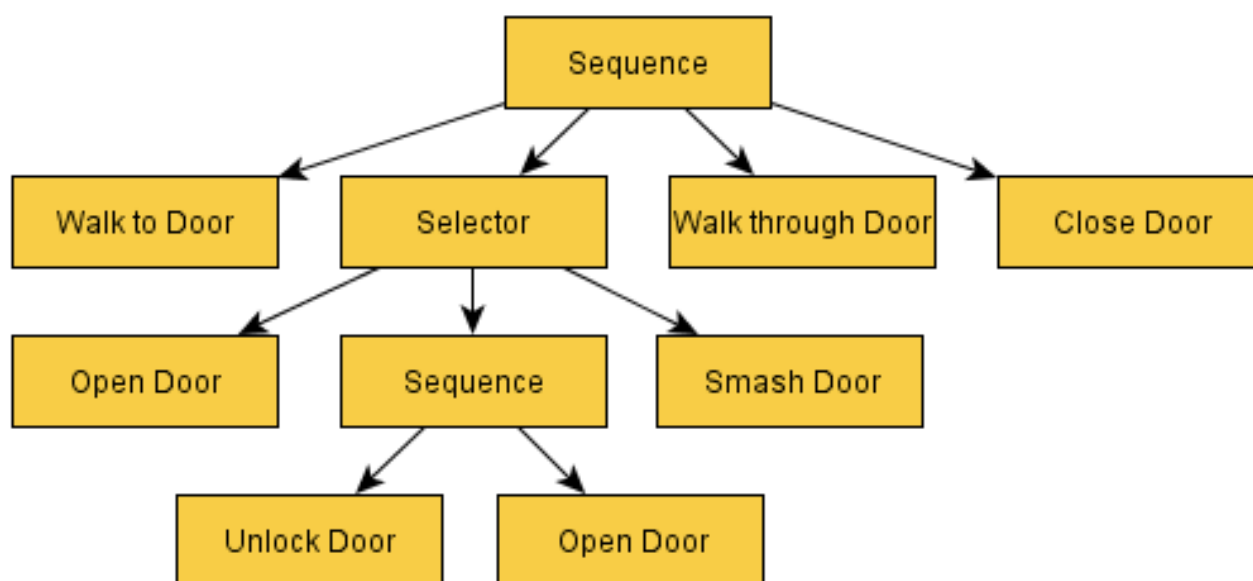 Sequence
Walk to Door
Selector
Walk through Door
Close Door
Open Door
Sequence
Smash Door
Unlock Door
Open Door